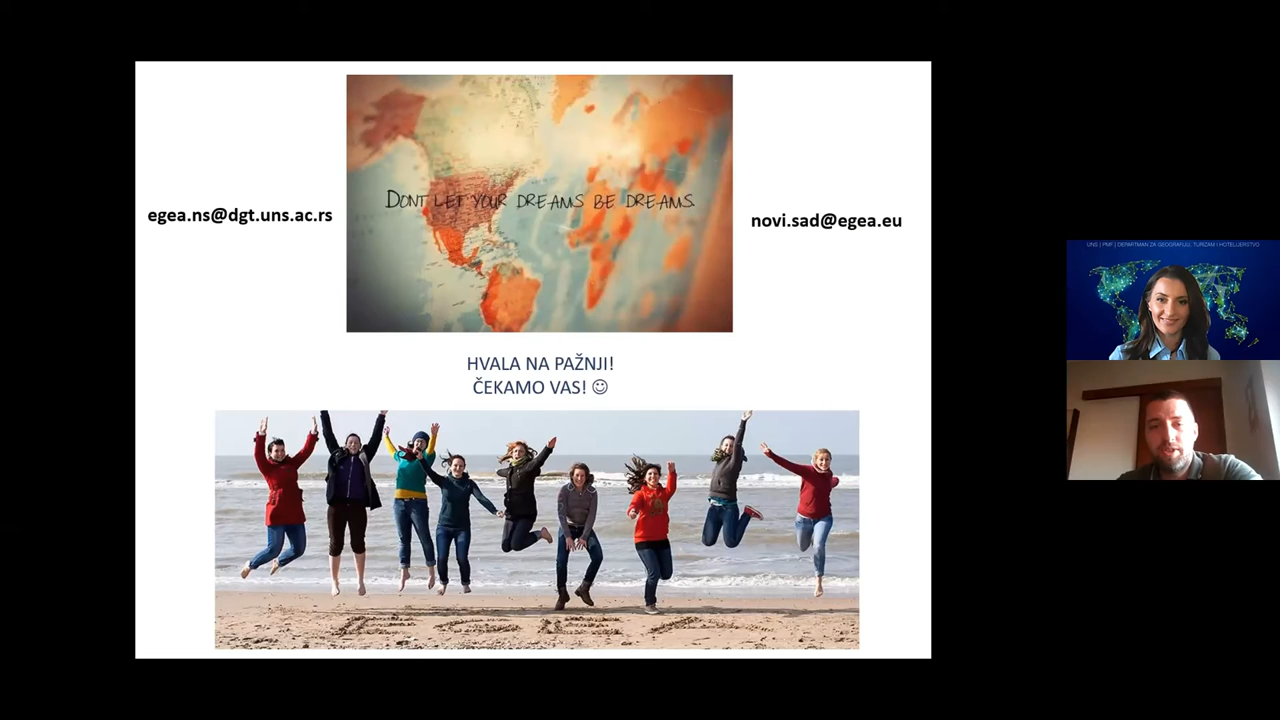 egea.ns@dgt.uns.ac.rs
DONT LET YOUR DREAMS BE DREAMS.
novi.sad@egea.eu
HVALA NA PAŽNJI!
ČEKAMO VAS! ☺
EGEA
UNS | PMF | DEPARTMAN ZA GEOGRAFIJU, TURIZAM I HOTELIJERSTVO